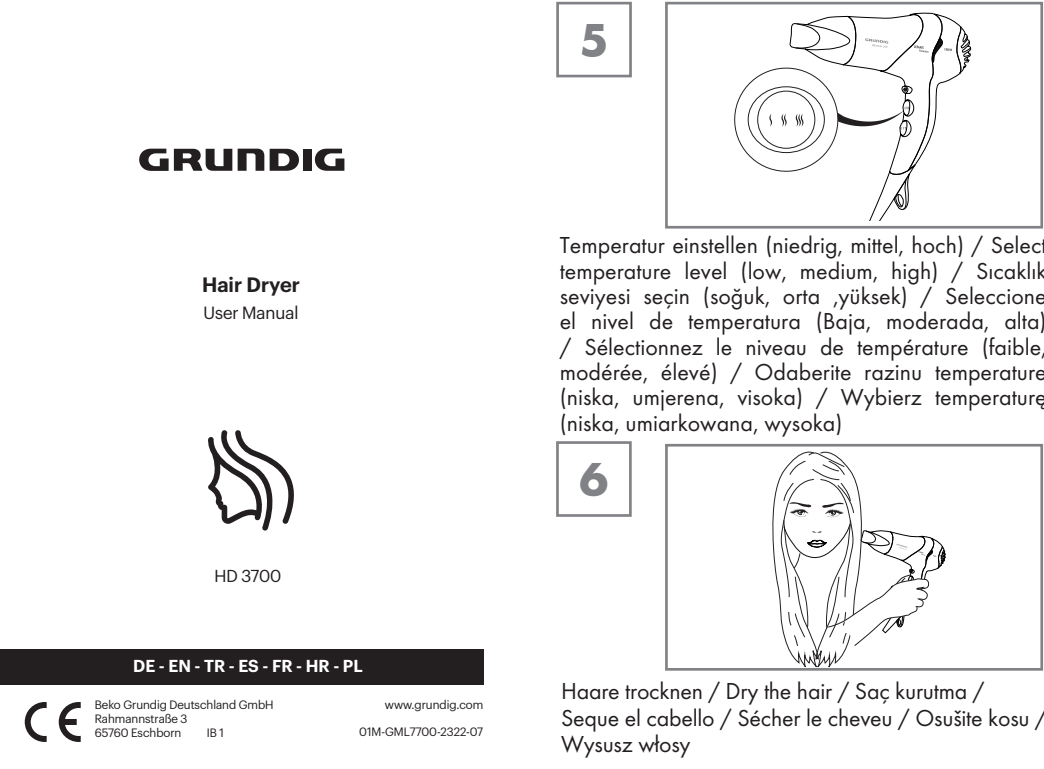 GRUNDIG
Hair Dryer
User Manual
HD 3700
DE - EN - TR - ES - FR - HR - PL
CE
Beko Grundig Deutschland GmbH
Rahmannstraße 3
65760 Eschborn IB 1
www.grundig.com
01M-GML7700-2322-07
5
GRUNDIG
Temperatur einstellen (niedrig, mittel, hoch) / Select
temperature level (low, medium, high) / Sıcaklık
seviyesi seçin (soğuk, orta ,yüksek) / Seleccione
el nivel de temperatura (Baja, moderada, alta)
/ Sélectionnez le niveau de température (faible,
modérée, élevé) / Odaberite razinu temperature
(niska, umjerena, visoka) / Wybierz temperaturę
(niska, umiarkowana, wysoka)
6
Haare trocknen / Dry the hair / Saç kurutma /
Seque el cabello / Sécher le cheveu / Osušite kosu /
Wysusz włosy